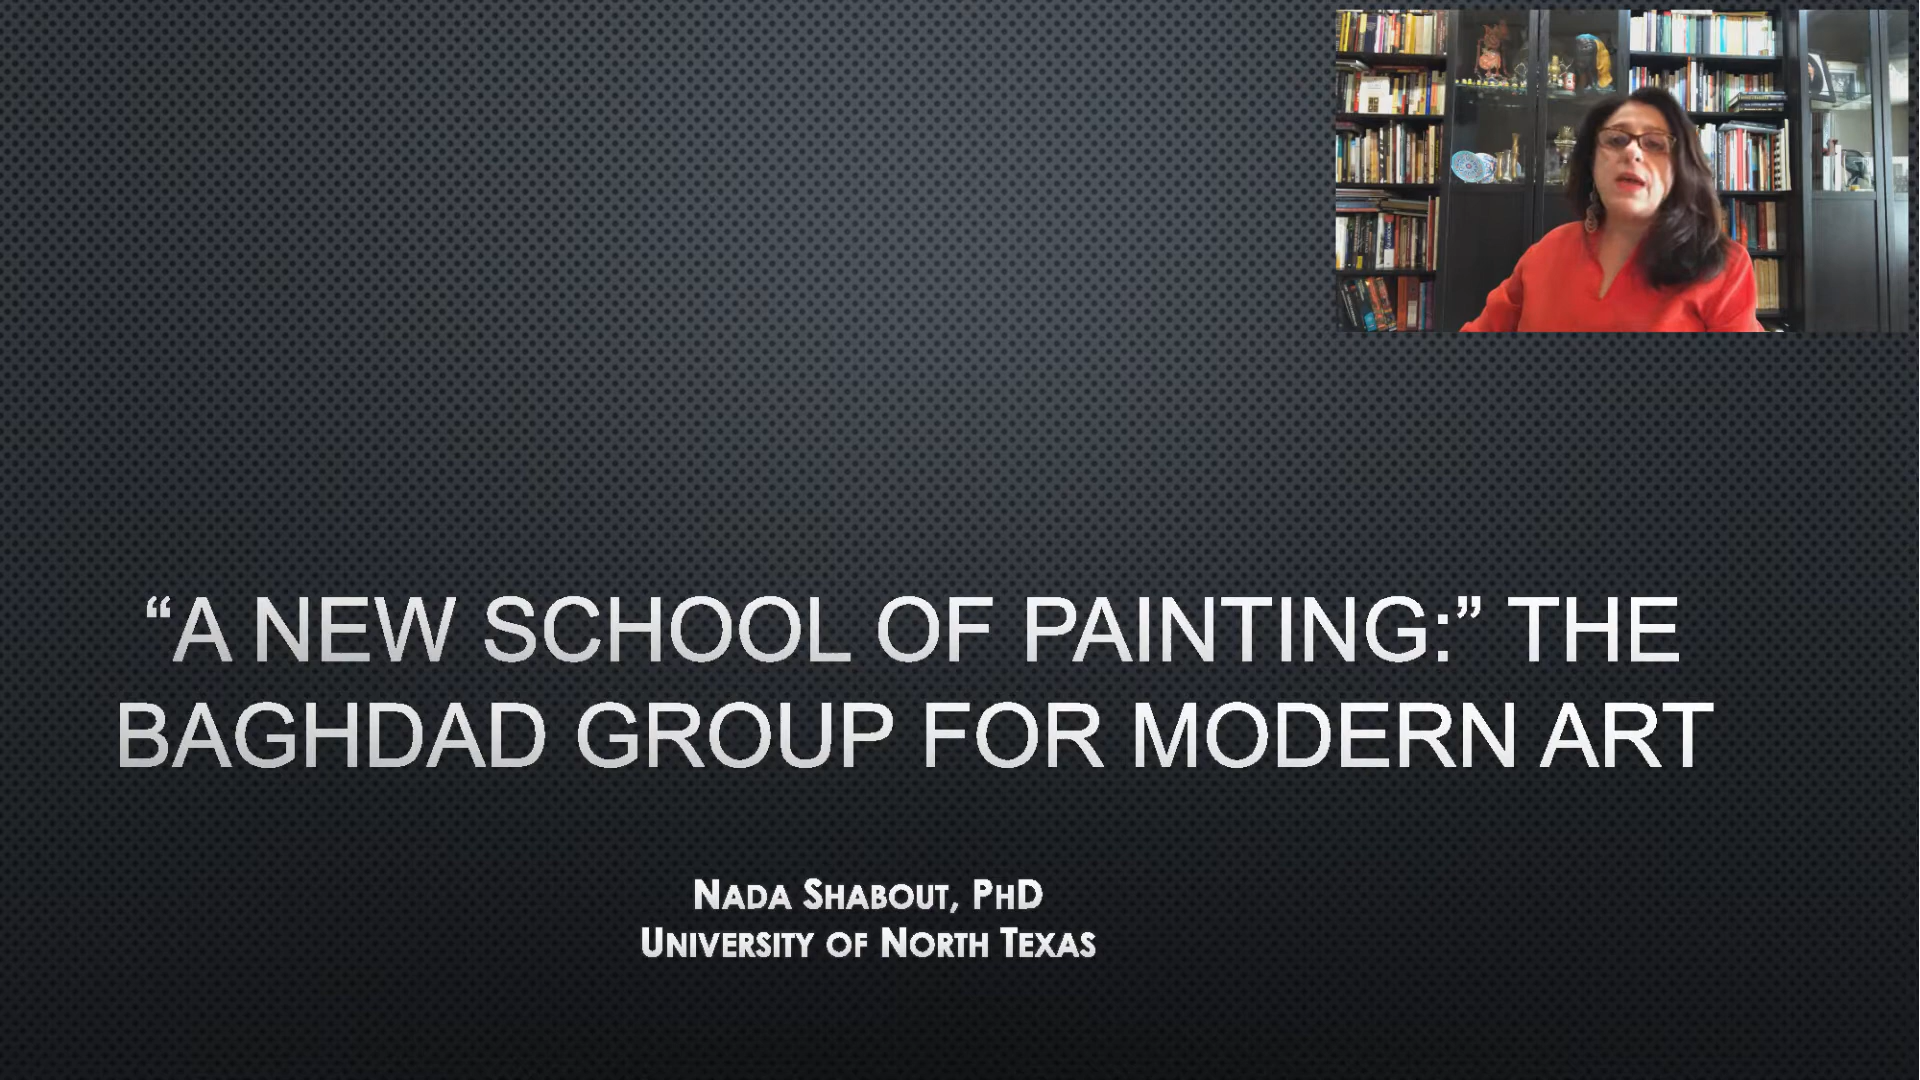 “A NEW SCHOOL OF PAINTING:” THE
BAGHDAD GROUP FOR MODERN ART
NADA SHABOUT, PHD
UNIVERSITY OF NORTH TEXAS